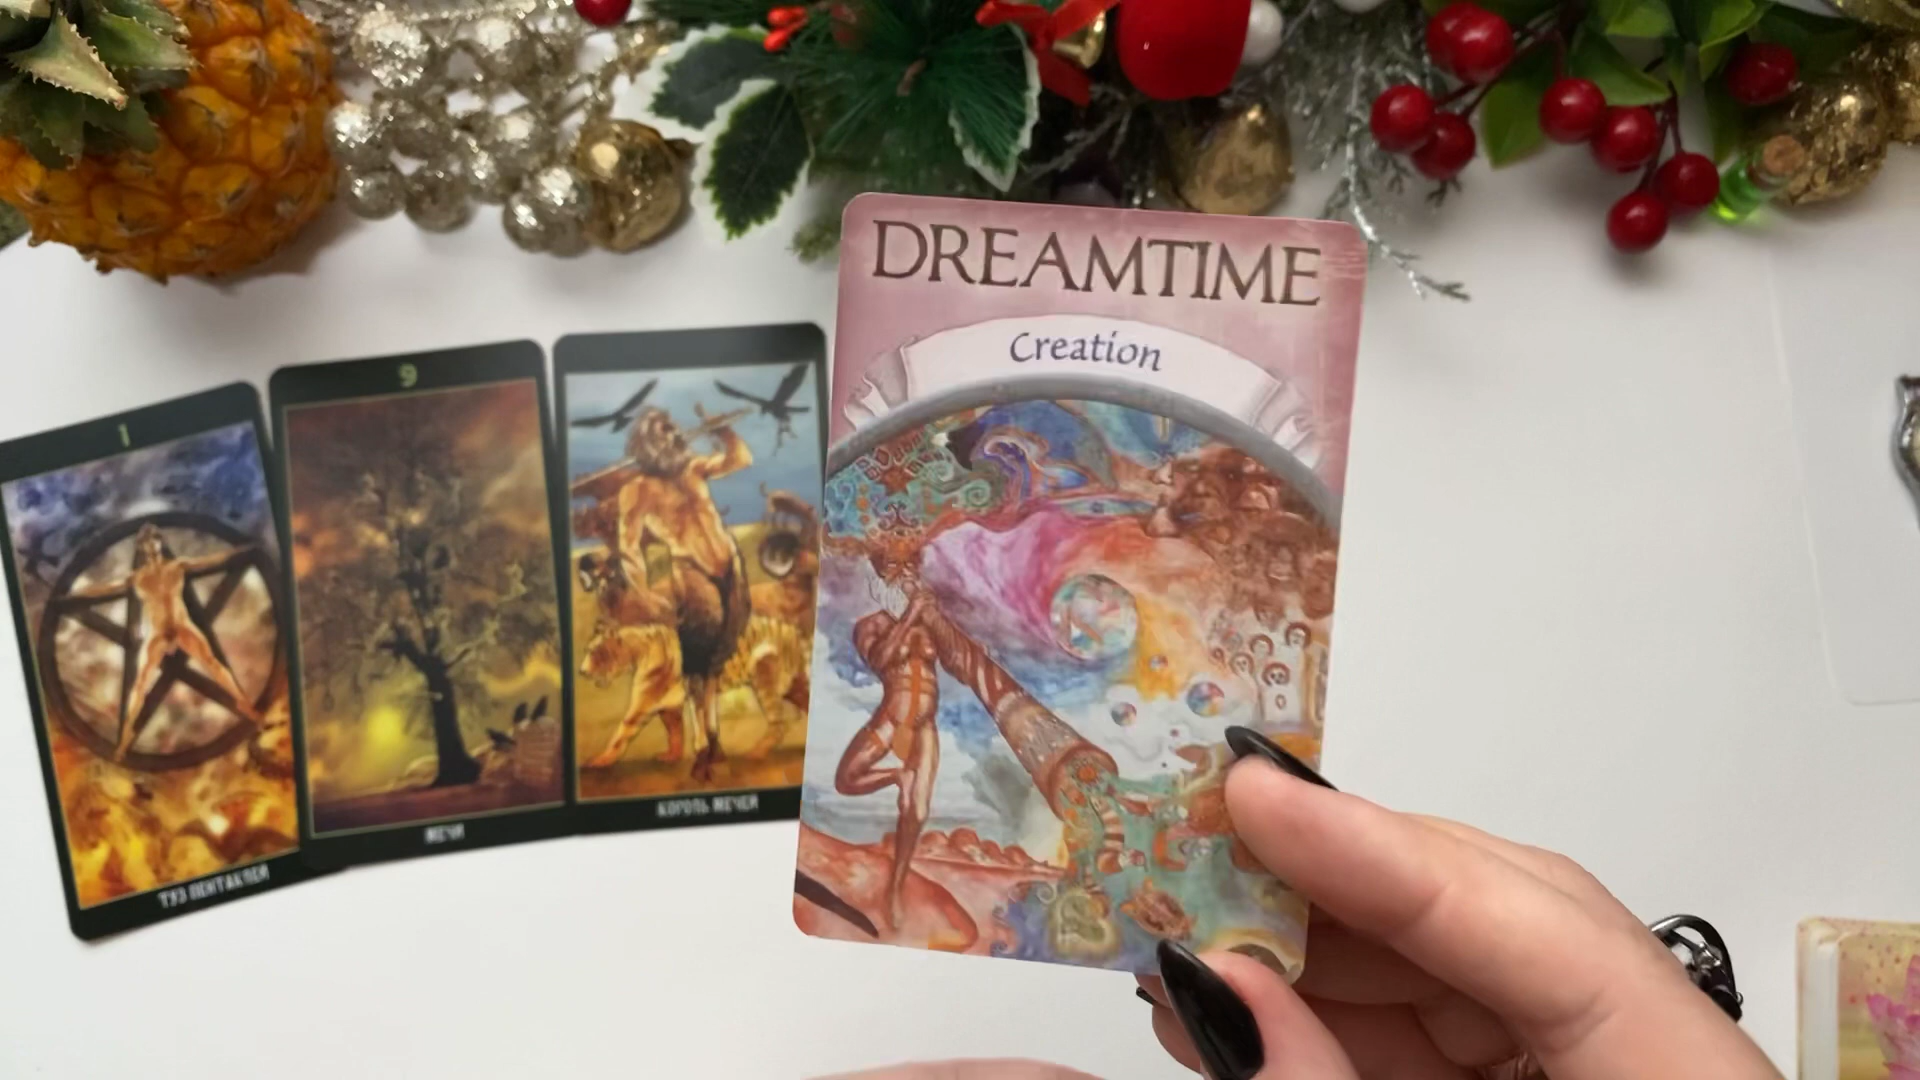 DREAMTIME
Creation
1
ТУЗ ПЕНТАКЛЕЙ
9
МЕЧИ
КОРОЛЬ МЕЧЕЙ